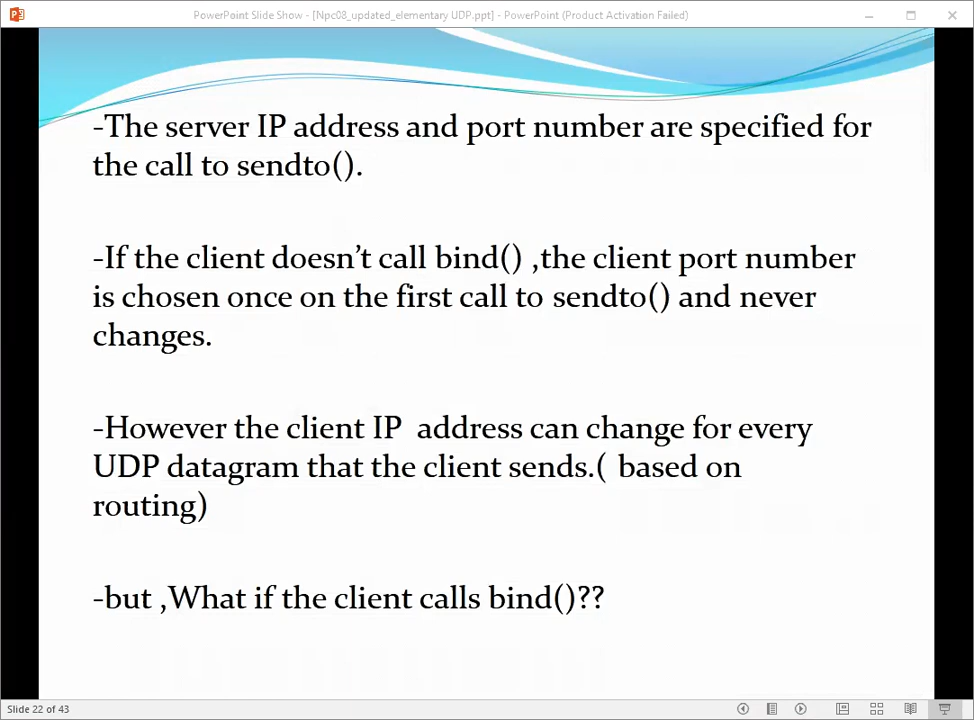 PowerPoint Slide Show - [Npc08_updated_elementary UDP.ppt] - PowerPoint (Product Activation Failed)
-The server IP address and port number are specified for
the call to sendto().
-If the client doesn't call bind() ,the client port number
is chosen once on the first call to sendto() and never
changes.
-However the client IP  address can change for every
UDP datagram that the client sends.( based on
routing)
-but ,What if the client calls bind()??
Slide 22 of 43